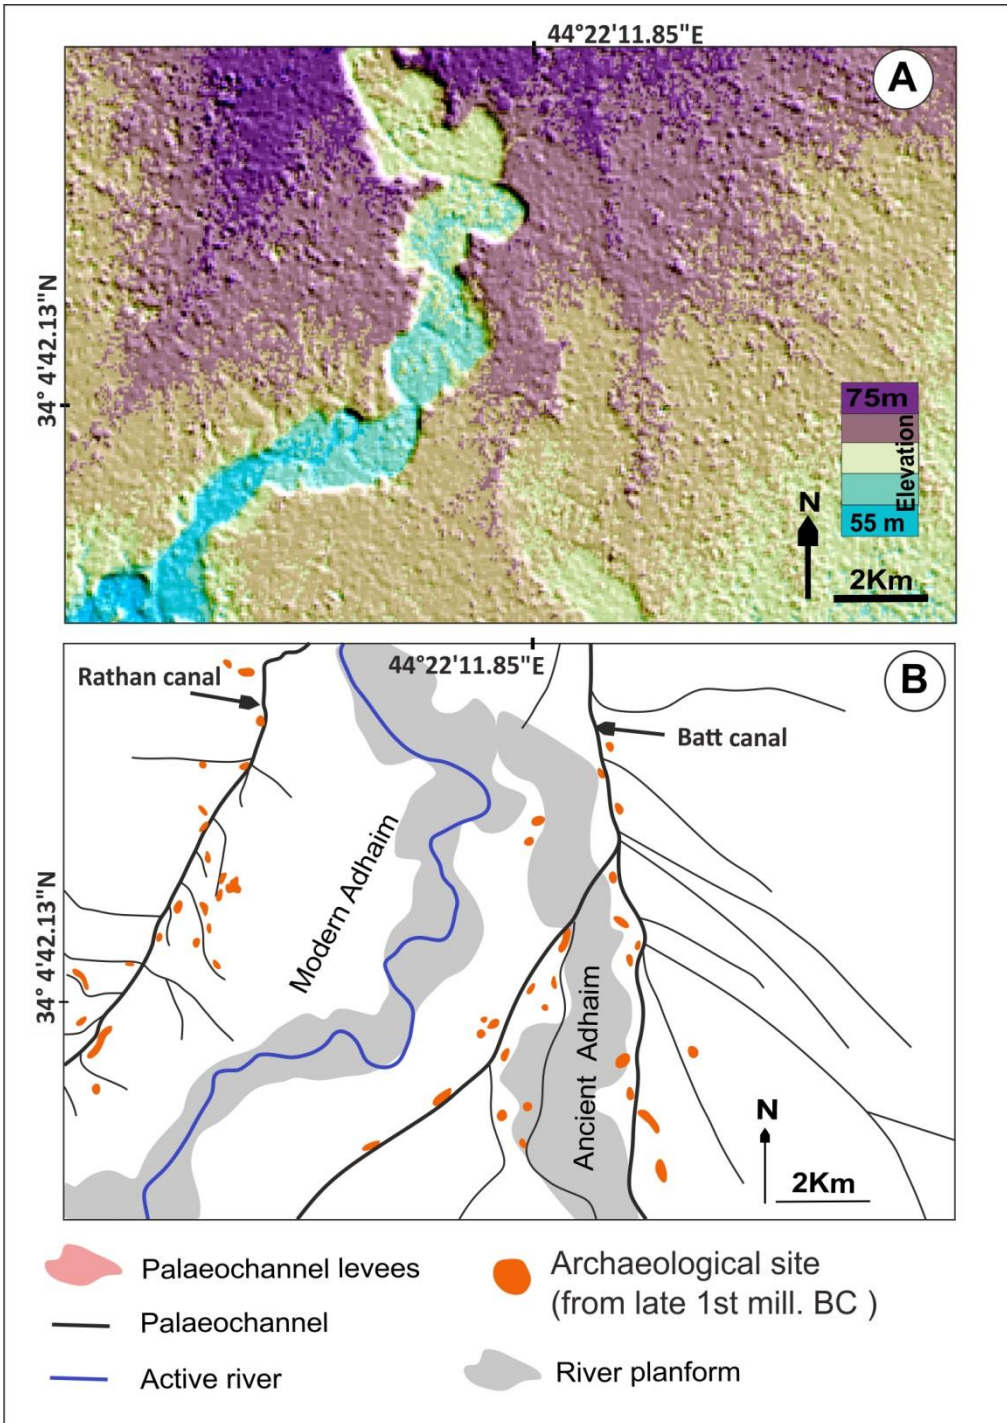 44°22'11.85"E
A
34° 4'42.13"N
75m
Elevation
55 m
N
2Km
44°22'11.85"E
B
Rathan canal
Batt canal
Modern Adhaim
34° 4'42.13"N
Ancient Adhaim
N
2Km
Palaeochannel levees
Palaeochannel
Active river
Archaeological site
(from late 1st mill. BC )
River planform